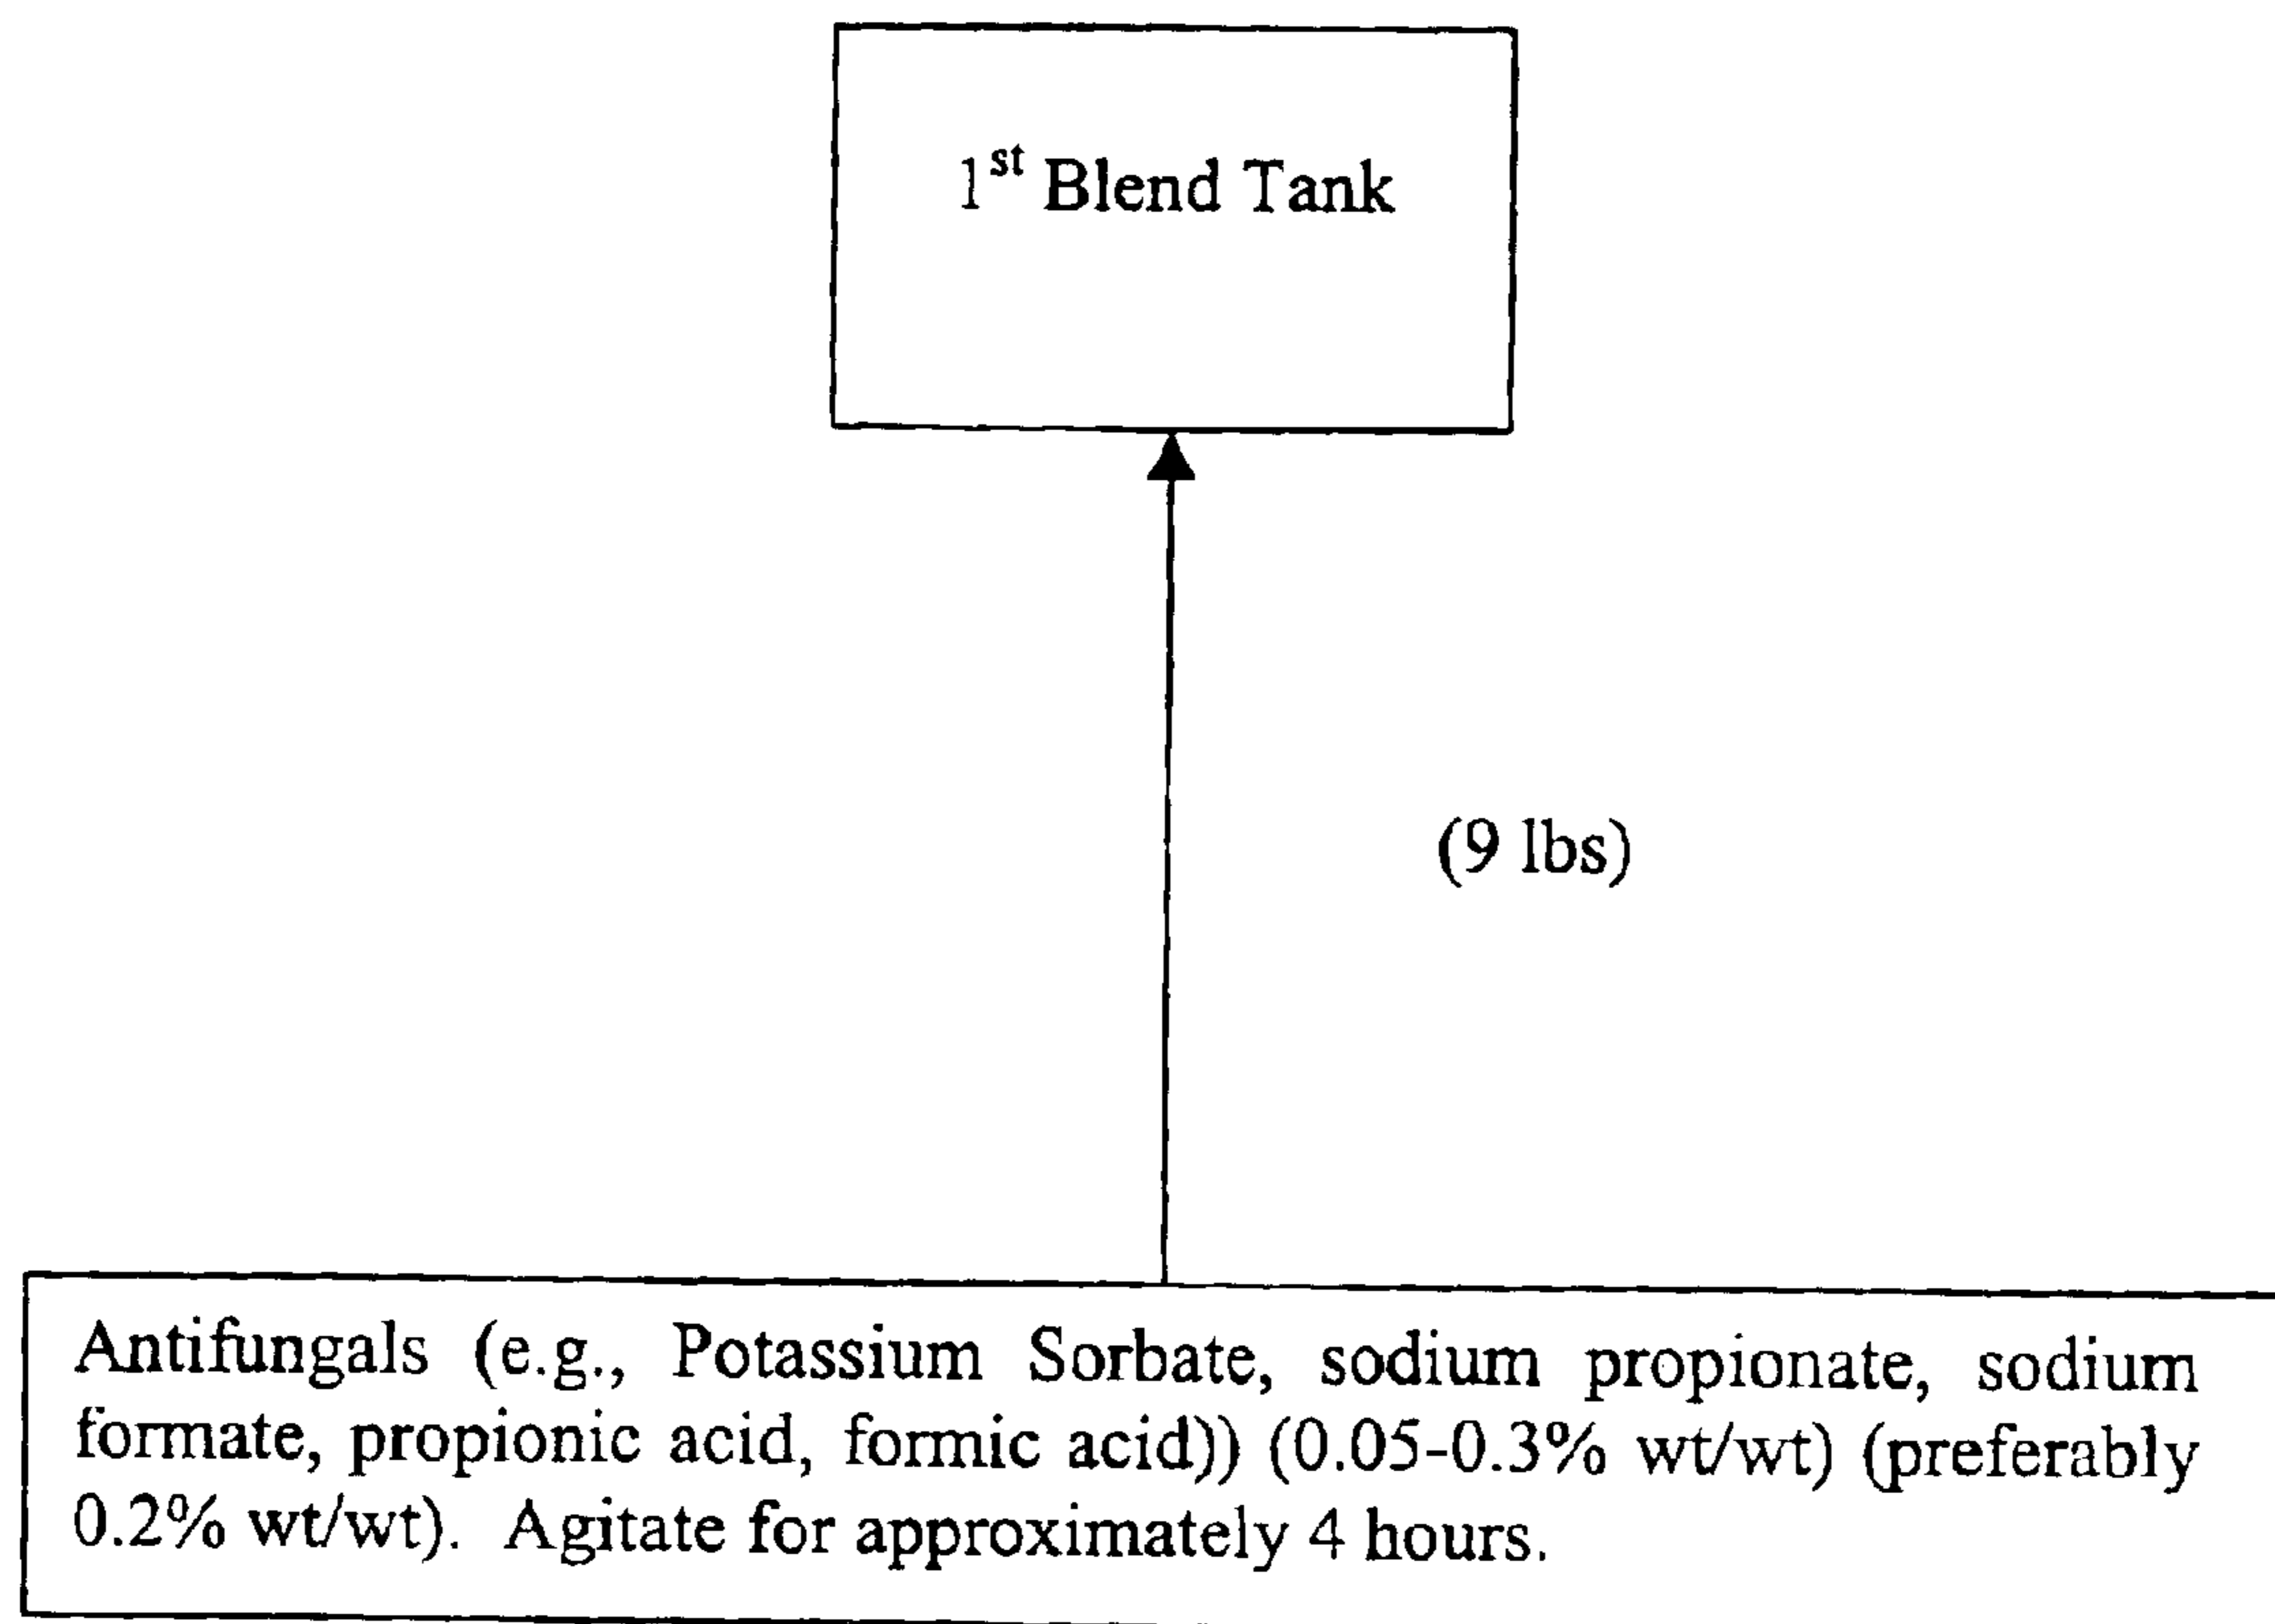 1st Blend Tank
(9 lbs)
Antifungals (e.g., Potassium Sorbate, sodium propionate, sodium
formate, propionic acid, formic acid)) (0.05-0.3% wt/wt) (preferably
0.2% wt/wt). Agitate for approximately 4 hours.